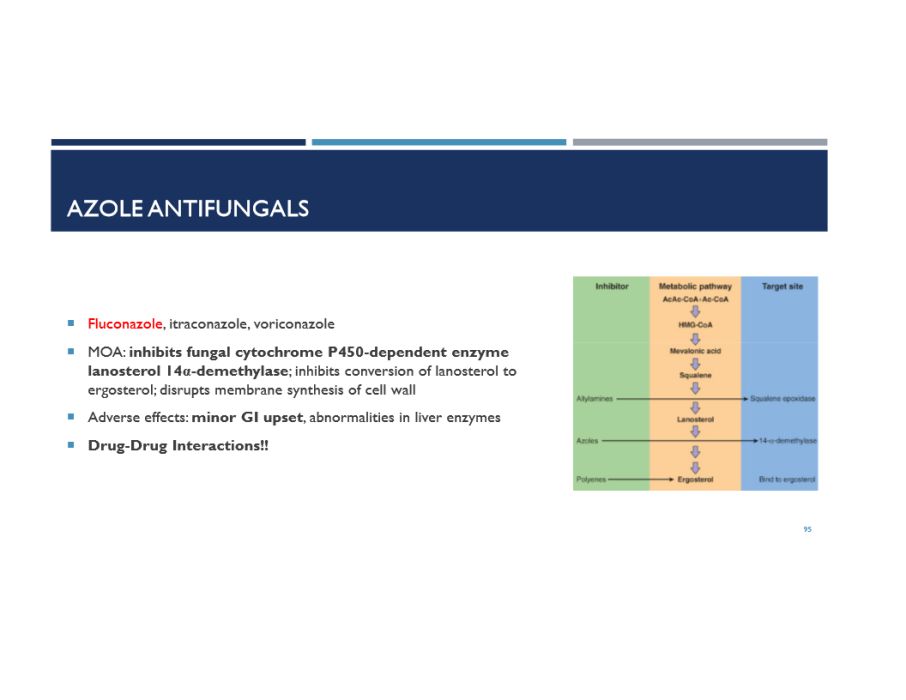 AZOLE ANTIFUNGALS
Fluconazole, itraconazole, voriconazole
MOA: inhibits fungal cytochrome P450-dependent enzyme
lanosterol 14α-demethylase; inhibits conversion of lanosterol to
ergosterol; disrupts membrane synthesis of cell wall
Adverse effects: minor GI upset, abnormalities in liver enzymes
Drug-Drug Interactions!!
Inhibitor Metabolic pathway Target site
AcAc-CoA+Ac-CoA
HMG-CoA
Mevalonic acid
Squalene
Allylamines Squalene epoxidase
Lanosterol
Azoles 14-α-demethylase
Polyenes Ergosterol Bind to ergosterol
95